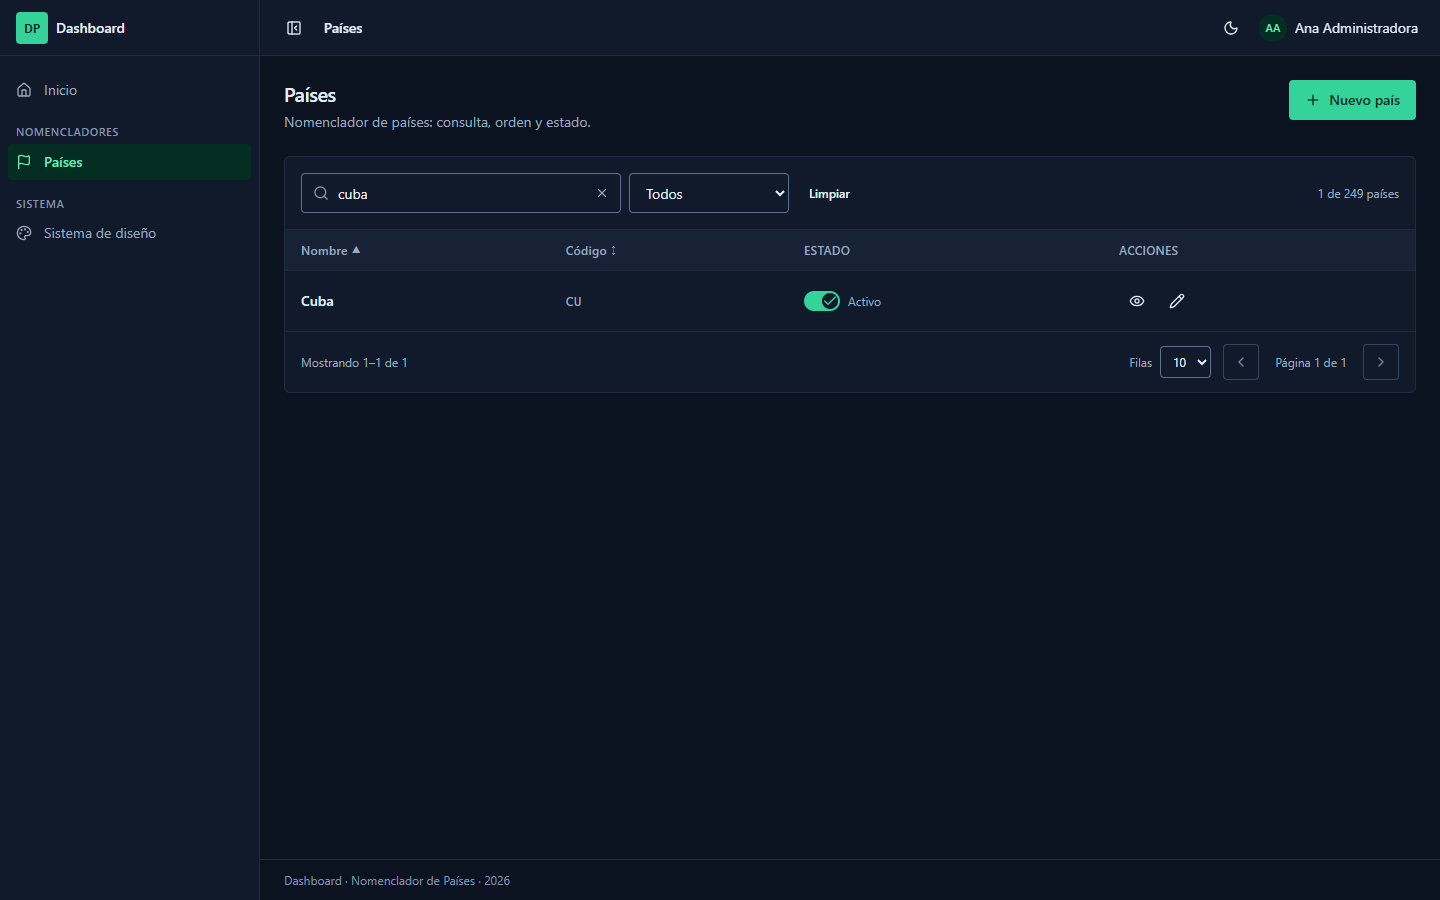 DP Dashboard
Países
AA Ana Administradora
Inicio
NOMENCLADORES
Países
SISTEMA
Sistema de diseño
Países
Nomenclador de países: consulta, orden y estado.
Nuevo país
cuba
Todos
Limpiar
1 de 249 países
Nombre Código ESTADO ACCIONES
Cuba CU Activo
Mostrando 1–1 de 1
Filas 10 Página 1 de 1
Dashboard · Nomenclador de Países · 2026